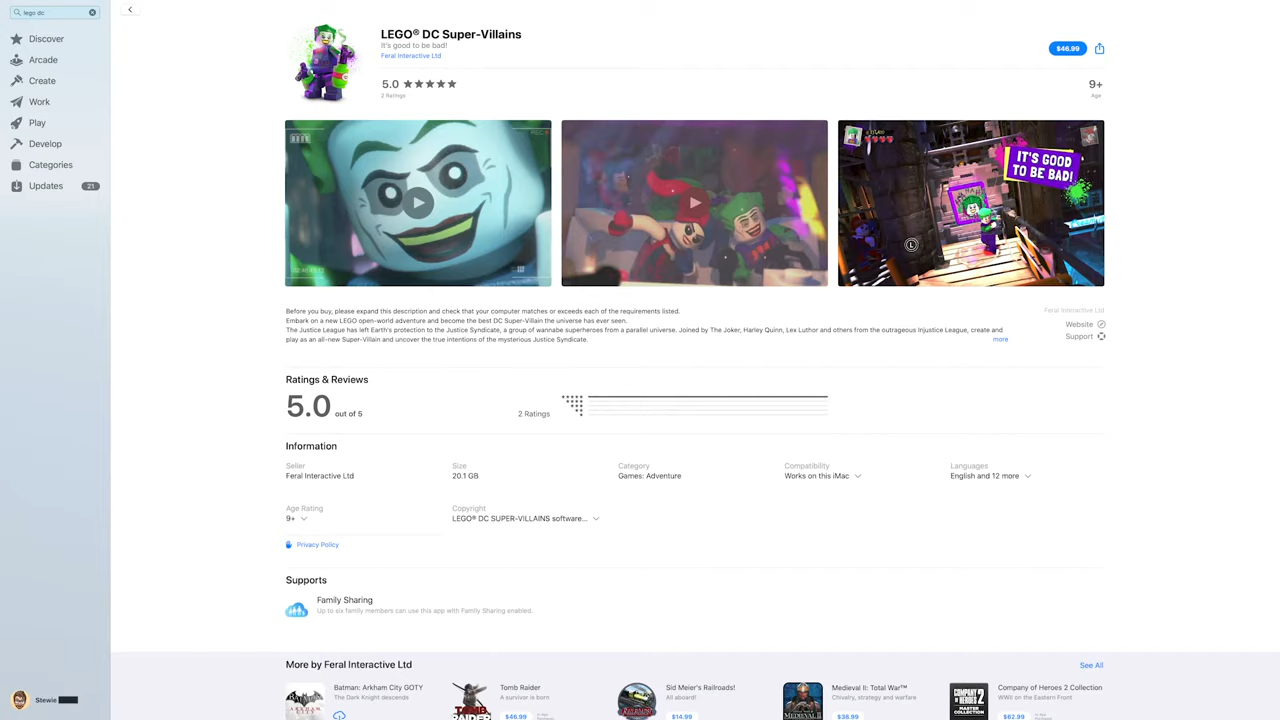 lego dc
Discover
Arcade
Create
Work
Play
Develop
Categories
Updates 21
Stewie
LEGO® DC Super-Villains
It's good to be bad!
Feral Interactive Ltd
$46.99
5.0
2 Ratings
9+
Age
REC
IT'S GOOD
TO BE BAD!
L
Before you buy, please expand this description and check that your computer matches or exceeds each of the requirements listed.
Embark on a new LEGO open-world adventure and become the best DC Super-Villain the universe has ever seen.
The Justice League has left Earth's protection to the Justice Syndicate, a group of wannabe superheroes from a parallel universe. Joined by The Joker, Harley Quinn, Lex Luthor and others from the outrageous Injustice League, create and
play as an all-new Super-Villain and uncover the true intentions of the mysterious Justice Syndicate.
more
Feral Interactive Ltd
Website
Support
Ratings & Reviews
5.0 out of 5
2 Ratings
Information
Seller
Feral Interactive Ltd
Size
20.1 GB
Category
Games: Adventure
Compatibility
Works on this iMac
Languages
English and 12 more
Age Rating
9+
Copyright
LEGO® DC SUPER-VILLAINS software...
Privacy Policy
Supports
Family Sharing
Up to six family members can use this app with Family Sharing enabled.
More by Feral Interactive Ltd
See All
Batman: Arkham City GOTY
The Dark Knight descends
Tomb Raider
A survivor is born
$46.99
Sid Meier's Railroads!
All aboard!
$14.99
Medieval II: Total War™
Chivalry, strategy and warfare
$38.99
Company of Heroes 2 Collection
WWII on the Eastern Front
$62.99